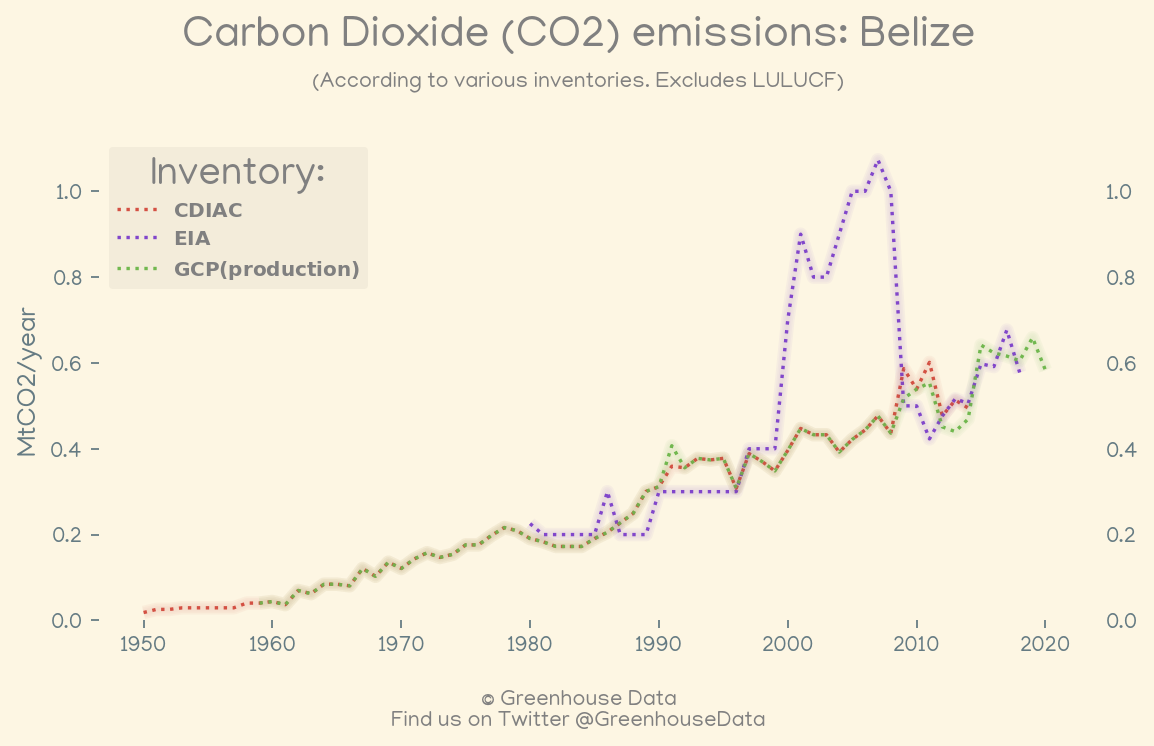 Carbon Dioxide (CO2) emissions: Belize
(According to various inventories. Excludes LULUCF)
Inventory:
CDIAC
EIA
GCP(production)
MtCO2/year
1.0
0.8
0.6
0.4
0.2
0.0
1.0
0.8
0.6
0.4
0.2
0.0
1950 1960 1970 1980 1990 2000 2010 2020
© Greenhouse Data
Find us on Twitter @GreenhouseData